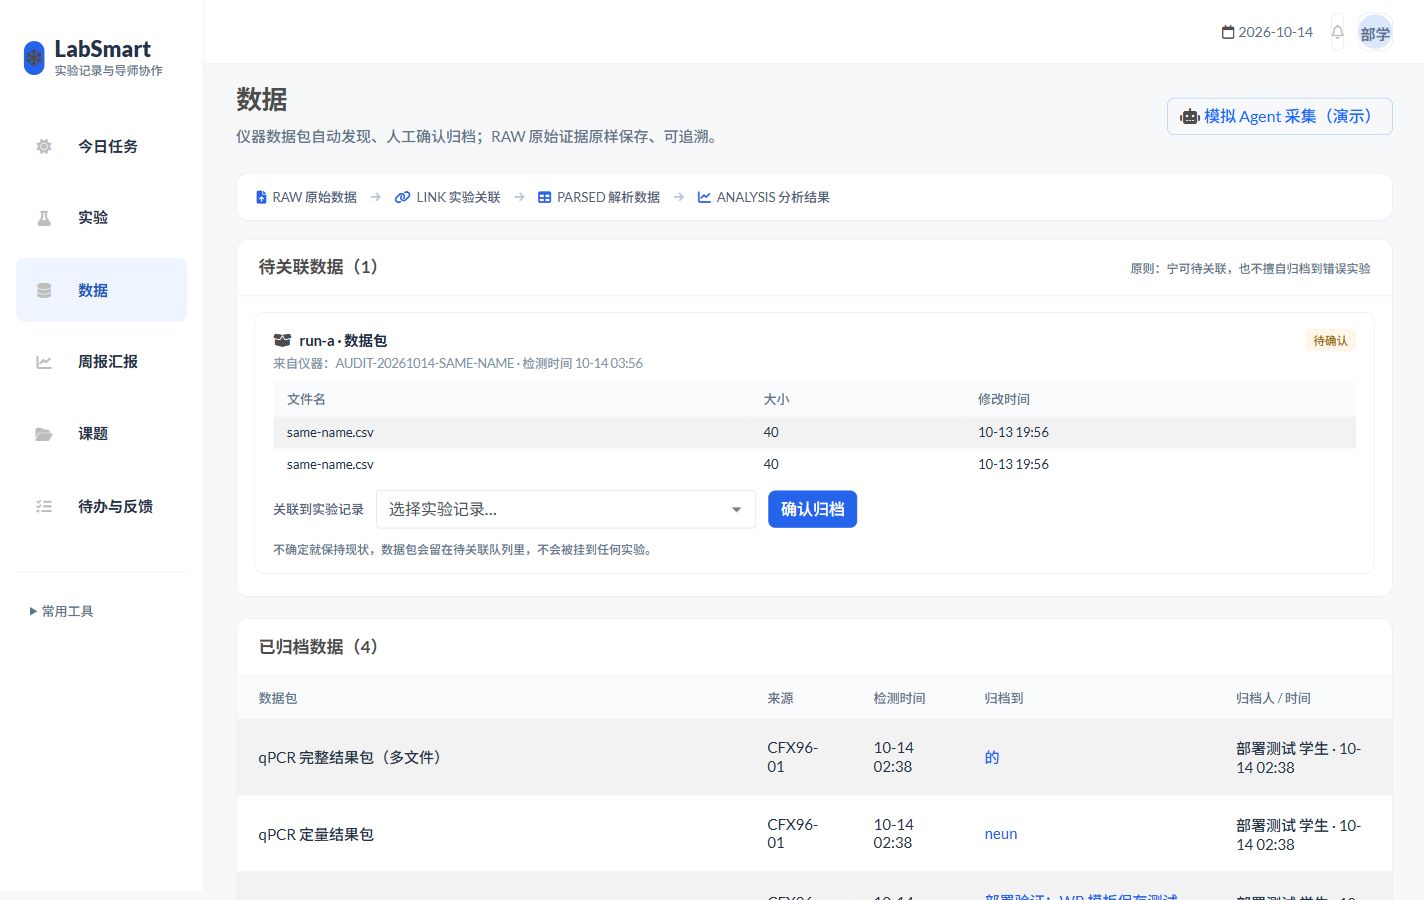 LabSmart
实验记录与导师协作
2026-10-14
部学
今日任务
实验
数据
周报汇报
课题
待办与反馈
常用工具
数据
仪器数据包自动发现、人工确认归档；RAW 原始证据原样保存、可追溯。
模拟 Agent 采集（演示）
RAW 原始数据 → LINK 实验关联 → PARSED 解析数据 → ANALYSIS 分析结果
待关联数据（1）
原则：宁可待关联，也不擅自归档到错误实验
run-a · 数据包
待确认
来自仪器：AUDIT-20261014-SAME-NAME · 检测时间 10-14 03:56
文件名 大小 修改时间
same-name.csv 40 10-13 19:56
same-name.csv 40 10-13 19:56
关联到实验记录 选择实验记录... 确认归档
不确定就保持现状，数据包会留在待关联队列里，不会被挂到任何实验。
已归档数据（4）
数据包 来源 检测时间 归档到 归档人 / 时间
qPCR 完整结果包（多文件） CFX96-01 10-14 02:38 的 部署测试 学生 · 10-14 02:38
qPCR 定量结果包 CFX96-01 10-14 02:38 neun 部署测试 学生 · 10-14 02:38